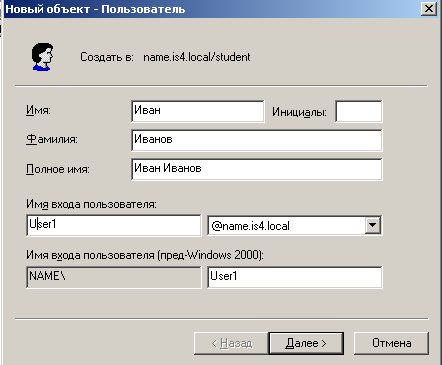 Новый объект - Пользователь
Создать в: name.is4.local/student
Имя: Иван Инициалы:
Фамилия: Иванов
Полное имя: Иван Иванов
Имя входа пользователя:
User1 @name.is4.local
Имя входа пользователя (пред-Windows 2000):
NAME\ User1
< Назад Далее > Отмена